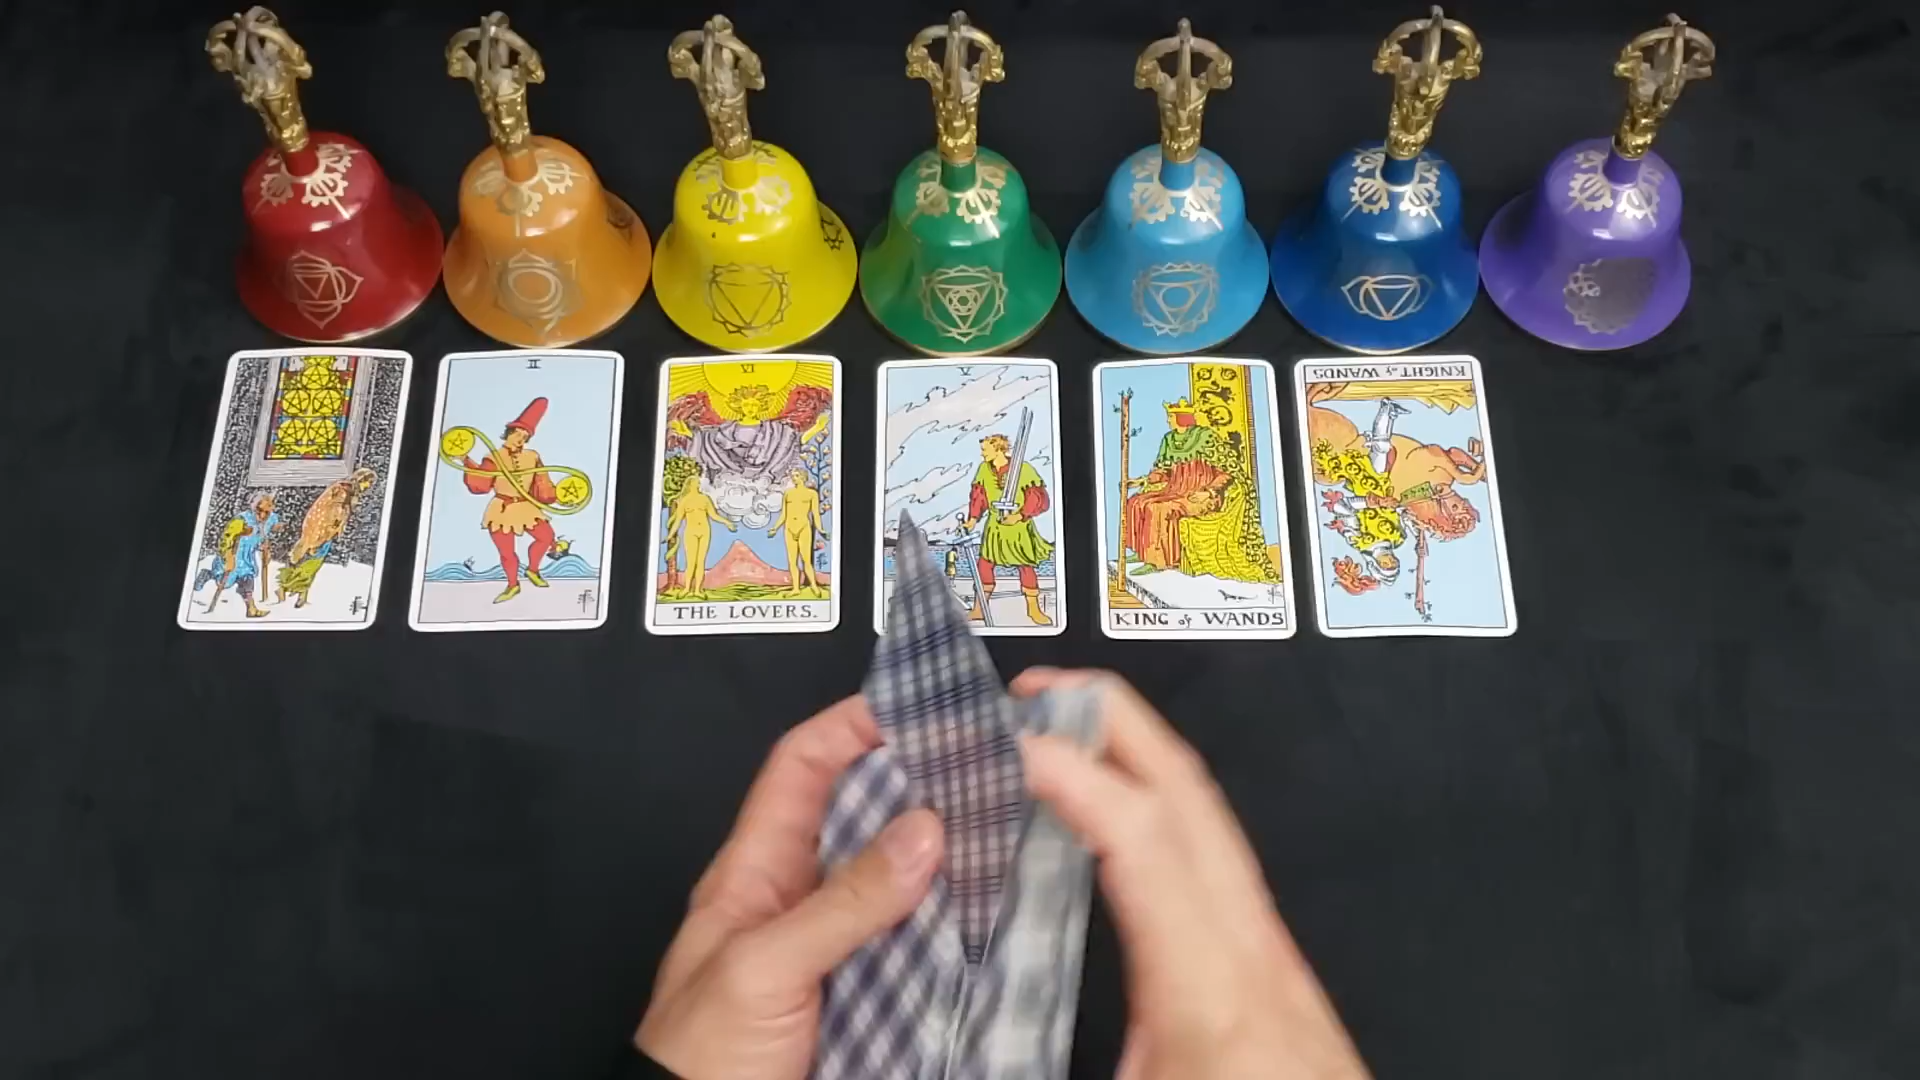 II
VI
THE LOVERS.
V
KING of WANDS
KNIGHT of WANDS